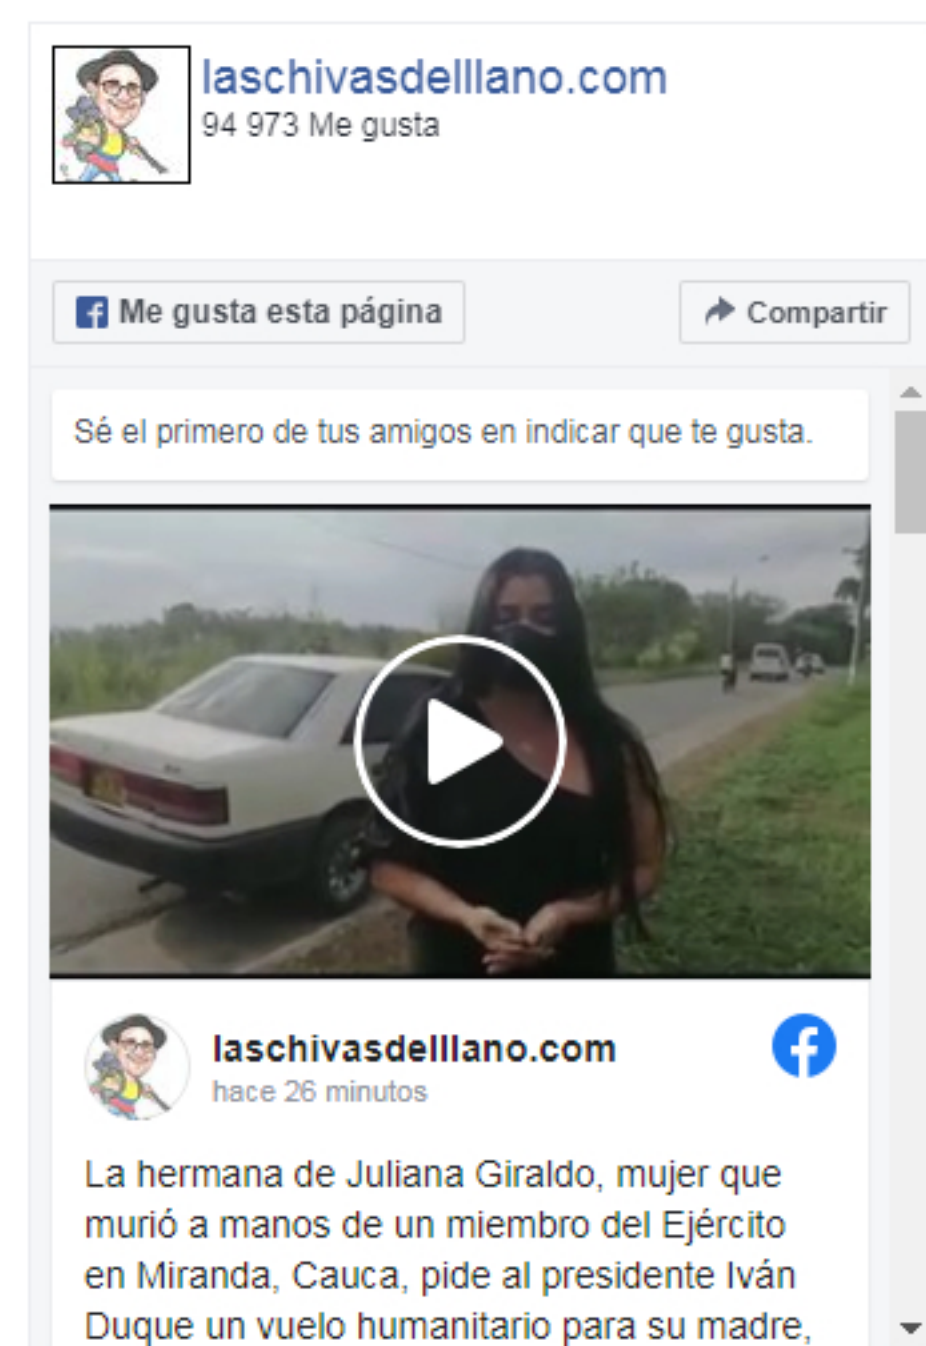 laschivasdelllano.com
94 973 Me gusta
Me gusta esta página
Compartir
Sé el primero de tus amigos en indicar que te gusta.
laschivasdelllano.com
hace 26 minutos
La hermana de Juliana Giraldo, mujer que
murió a manos de un miembro del Ejército
en Miranda, Cauca, pide al presidente Iván
Duque un vuelo humanitario para su madre,